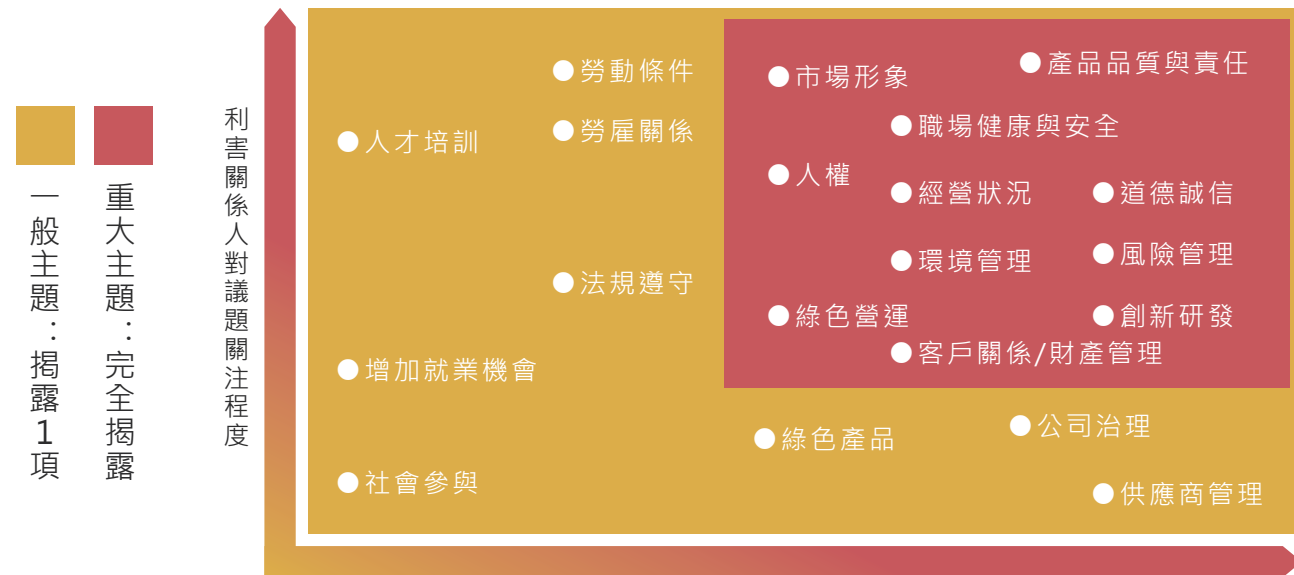 一般主題：揭露1項
重大主題：完全揭露
利害關係人對議題關注程度
勞動條件
人才培訓
勞雇關係
法規遵守
增加就業機會
社會參與
市場形象
產品品質與責任
職場健康與安全
人權
經營狀況
道德誠信
環境管理
風險管理
綠色營運
創新研發
客戶關係/財產管理
綠色產品
公司治理
供應商管理